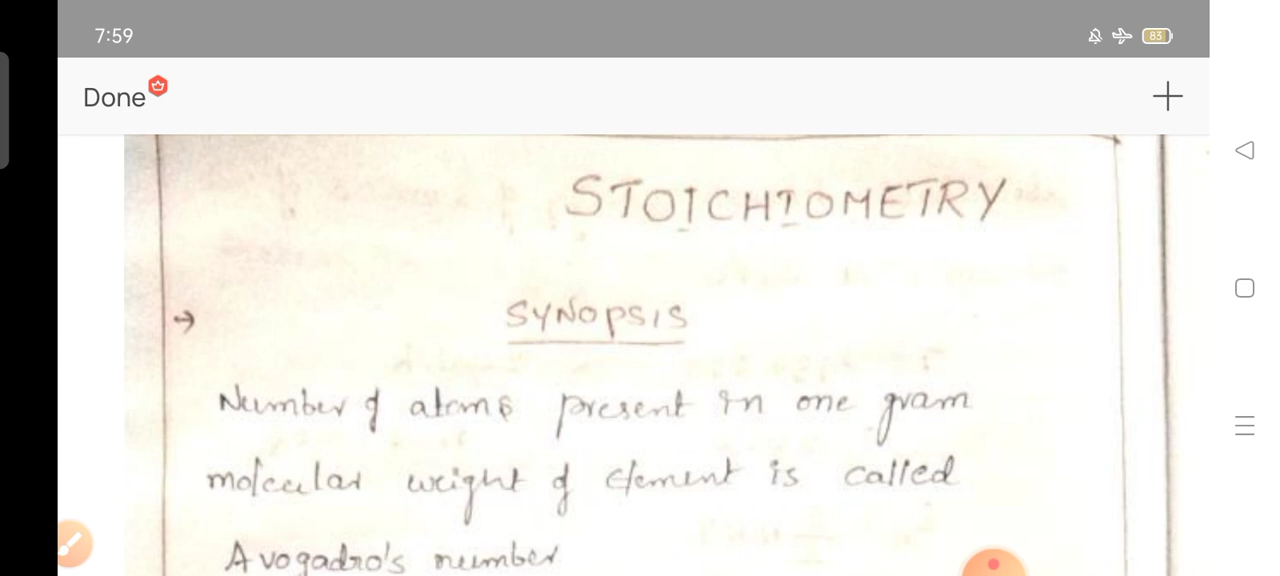 7:59
83
Done
STOICHIOMETRY
→ SYNOPSIS
Number of atoms present in one gram
molecular weight of element is called
Avogadro's number